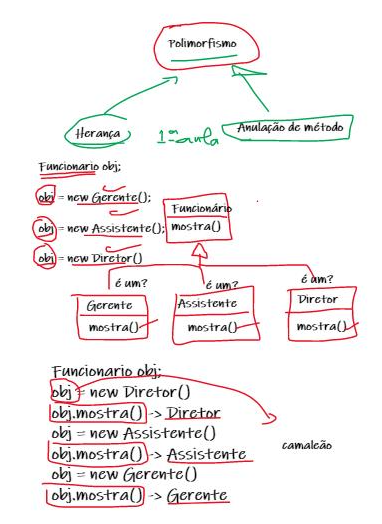 Polimorfismo
Herança
1ª aula
Anulação de método
Funcionario obj;
obj = new Gerente();
obj = new Assistente();
obj = new Diretor()
Funcionário
mostra()
é um?
é um?
é um?
Gerente
mostra()
Assistente
mostra()
Diretor
mostra()
Funcionario obj;
obj = new Diretor()
obj.mostra() -> Diretor
obj = new Assistente()
obj.mostra() -> Assistente
obj = new Gerente()
obj.mostra() -> Gerente
camaleão